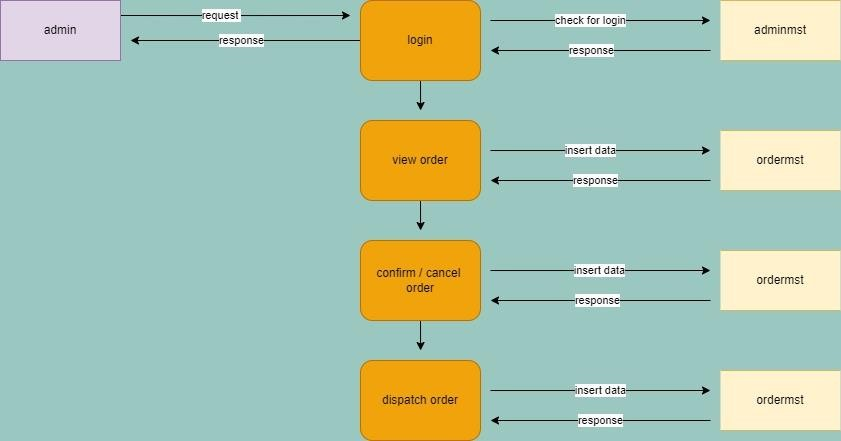 admin
request
response
login
check for login
response
adminmst
view order
insert data
response
ordermst
confirm / cancel
order
insert data
response
ordermst
dispatch order
insert data
response
ordermst